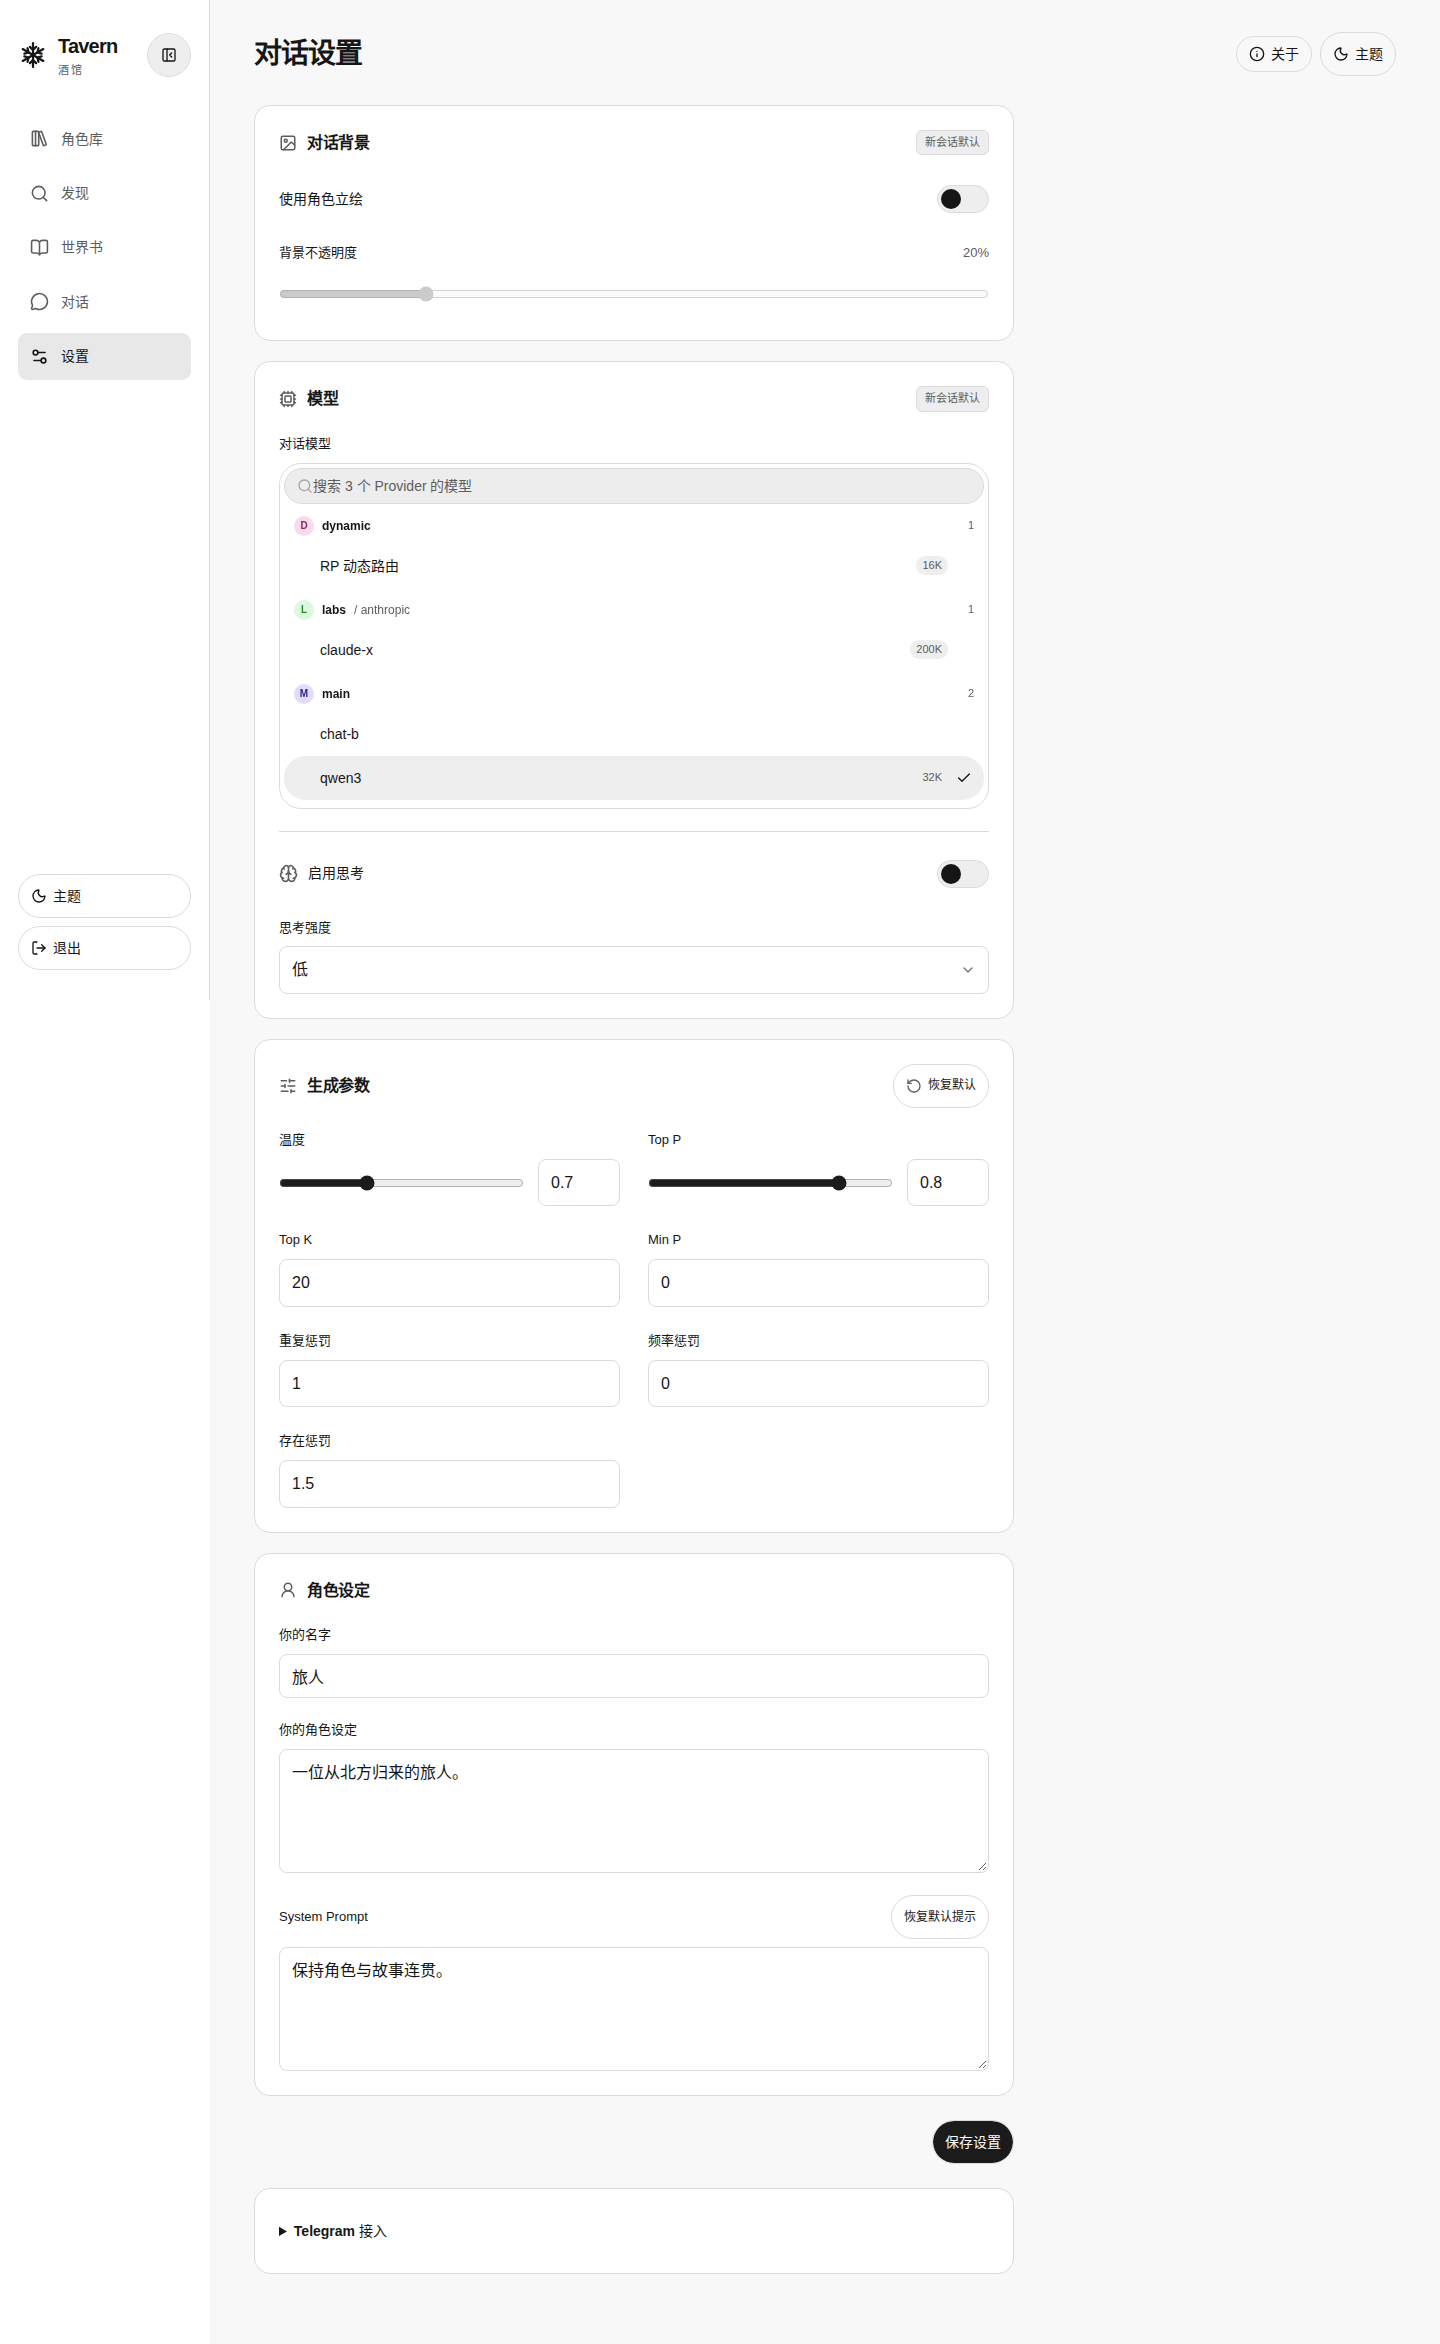 Tavern
酒馆
角色库
发现
世界书
对话
设置
主题
退出
对话设置
关于
主题
对话背景
新会话默认
使用角色立绘
背景不透明度
20%
模型
新会话默认
对话模型
搜索 3 个 Provider 的模型
D dynamic 1
RP 动态路由 16K
L labs / anthropic 1
claude-x 200K
M main 2
chat-b
qwen3 32K
启用思考
思考强度
低
生成参数
恢复默认
温度
0.7
Top P
0.8
Top K
20
Min P
0
重复惩罚
1
频率惩罚
0
存在惩罚
1.5
角色设定
你的名字
旅人
你的角色设定
一位从北方归来的旅人。
System Prompt
恢复默认提示
保持角色与故事连贯。
保存设置
Telegram 接入